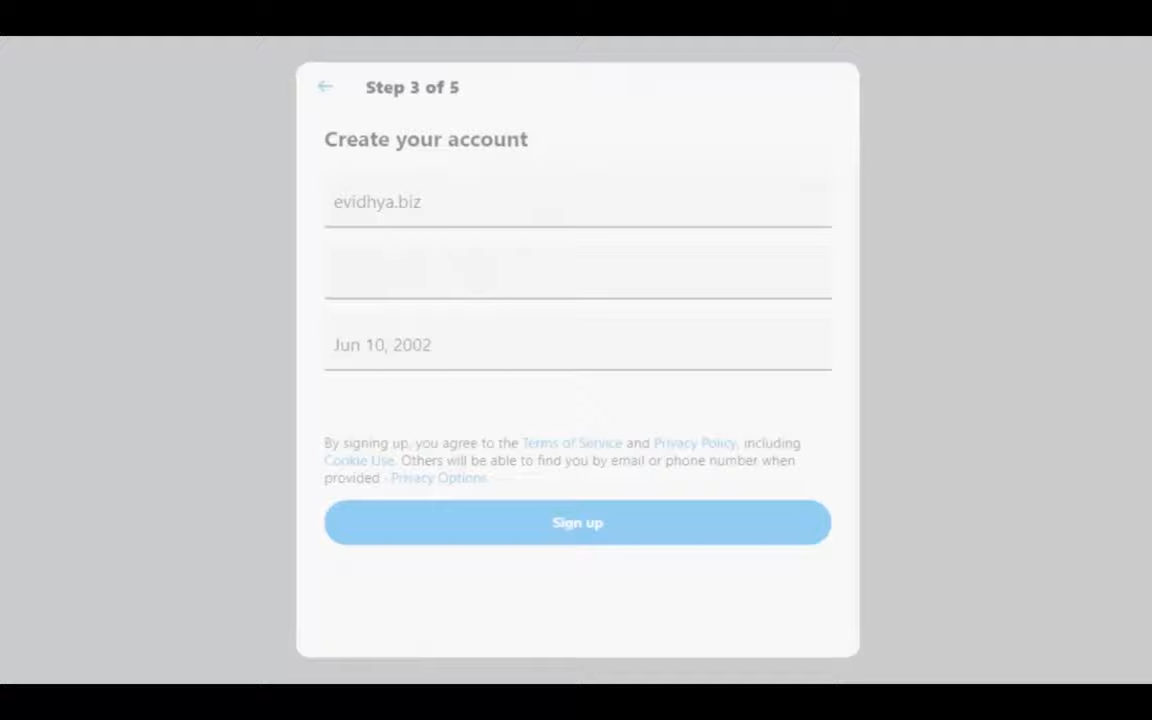 Step 3 of 5
Create your account
evidhya.biz
Jun 10, 2002
By signing up, you agree to the Terms of Service and Privacy Policy, including
Cookie Use. Others will be able to find you by email or phone number when
provided · Privacy Options.
Sign up